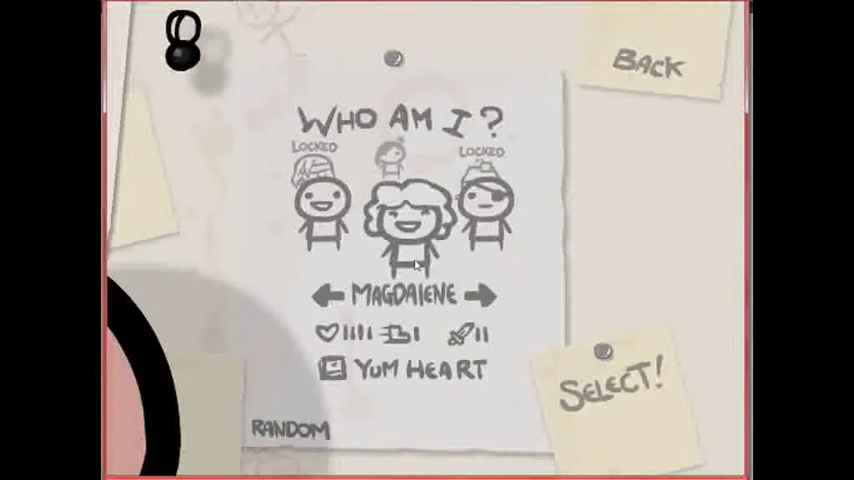 BACK
WHO AM I?
LOCKED
LOCKED
MAGDALENE
YUM HEART
SELECT!
RANDOM